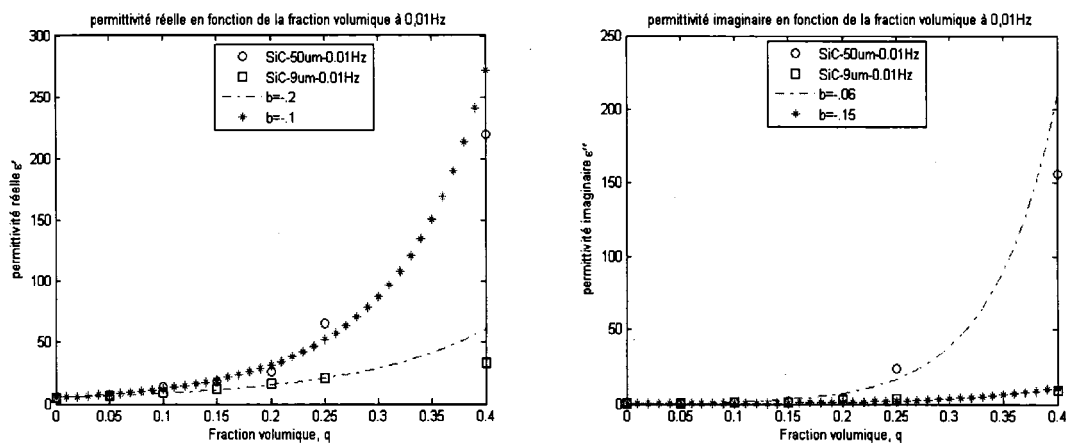 permittivité réelle en fonction de la fraction volumique à 0,01Hz
300
250
200
150
100
50
0
permittivité réelle ε'
SiC-50um-0.01Hz
SiC-9um-0.01Hz
b=-.2
b=-.1
0
0.05
0.1
0.15
0.2
0.25
0.3
0.35
0.4
Fraction volumique, q
permittivité imaginaire en fonction de la fraction volumique à 0,01Hz
250
200
150
100
50
0
permittivité imaginaire ε''
SiC-50um-0.01Hz
SiC-9um-0.01Hz
b=-.06
b=-.15
0
0.05
0.1
0.15
0.2
0.25
0.3
0.35
0.4
Fraction volumique, q